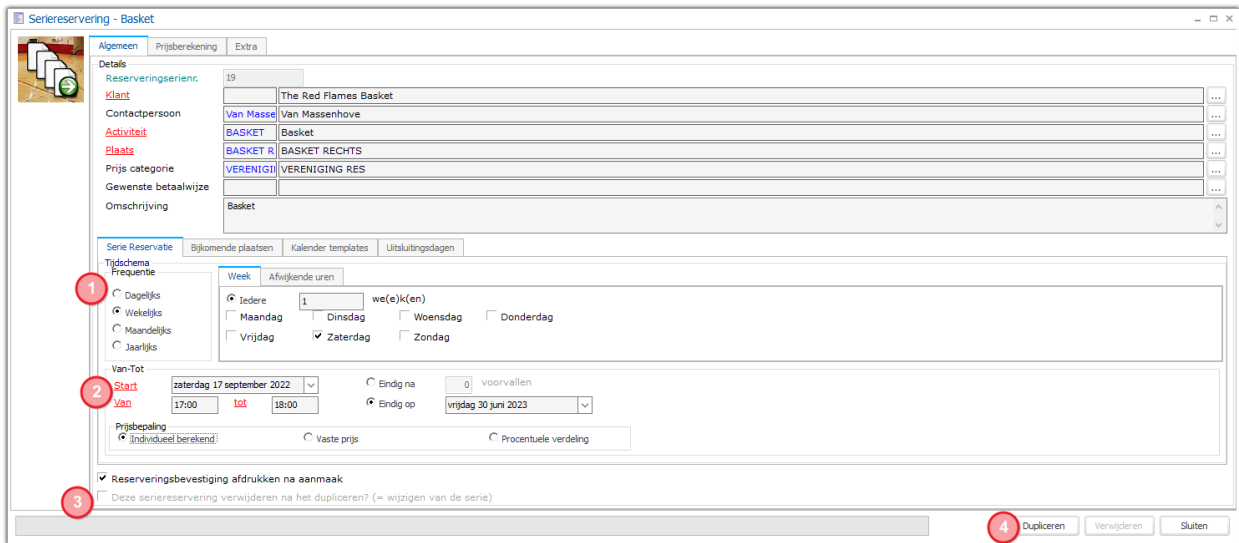 Seriereservering - Basket
Algemeen Prijsberekening Extra
Details
Reserveringserienr. 19
Klant The Red Flames Basket ...
Contactpersoon Van Masse Van Massenhove ...
Activiteit BASKET Basket ...
Plaats BASKET R BASKET RECHTS ...
Prijs categorie VERENIGII VERENIGING RES ...
Gewenste betaalwijze ...
Omschrijving Basket
Serie Reservatie Bijkomende plaatsen Kalender templates Uitsluitingsdagen
Tijdschema
Frequentie Week Afwijkende uren
1
Dagelijks Iedere 1 we(e)k(en)
Wekelijks Maandag Dinsdag Woensdag Donderdag
Maandelijks Vrijdag Zaterdag Zondag
Jaarlijks
Van-Tot
2 Start zaterdag 17 september 2022 Eindig na 0 voorvallen
Van 17:00 tot 18:00 Eindig op vrijdag 30 juni 2023
Prijsbepaling
Individueel berekend Vaste prijs Procentuele verdeling
Reserveringsbevestiging afdrukken na aanmaak
3 Deze seriereservering verwijderen na het dupliceren? (= wijzigen van de serie)
4 Dupliceren Verwijderen Sluiten